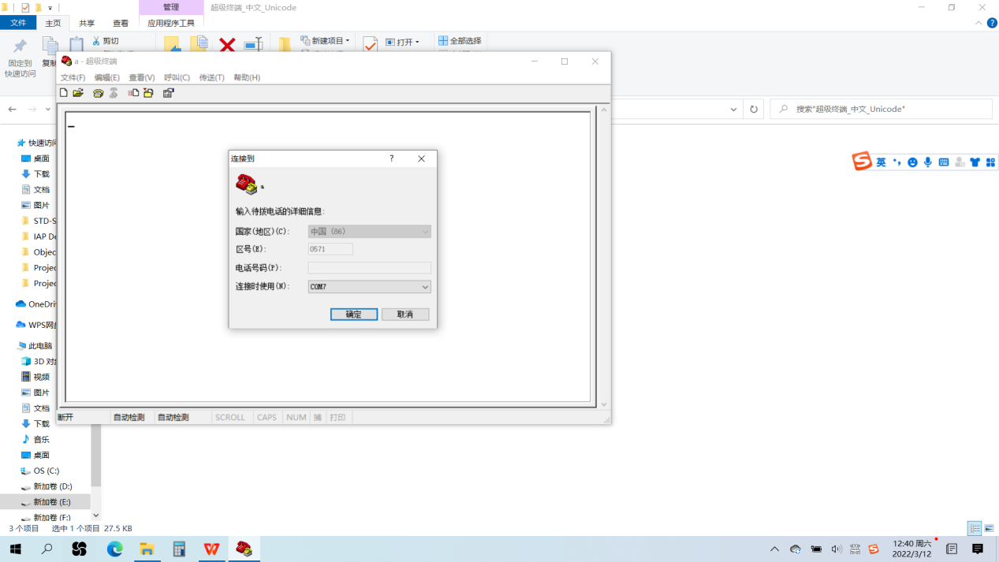 管理
超级终端_中文_Unicode
文件
主页
共享
查看
应用程序工具
固定到
快速访问
复制
剪切
新建项目
打开
全部选择
a - 超级终端
文件(F) 编辑(E) 查看(V) 呼叫(C) 传送(T) 帮助(H)
搜索"超级终端_中文_Unicode"
连接到
?
a
输入待拨电话的详细信息:
国家(地区)(C): 中国 (86)
区号(E): 0571
电话号码(P):
连接时使用(N): COM7
确定 取消
断开 自动检测 自动检测 SCROLL CAPS NUM 捕 打印
英
快速访问
桌面
下载
文档
图片
STD-S
IAP De
Objec
Projec
Projec
OneDri
WPS网盘
此电脑
3D 对
视频
图片
文档
下载
音乐
桌面
OS (C:)
新加卷 (D:)
新加卷 (E:)
新加卷 (F:)
3 个项目 选中 1 个项目 27.5 KB
英
12:40 周六
2022/3/12